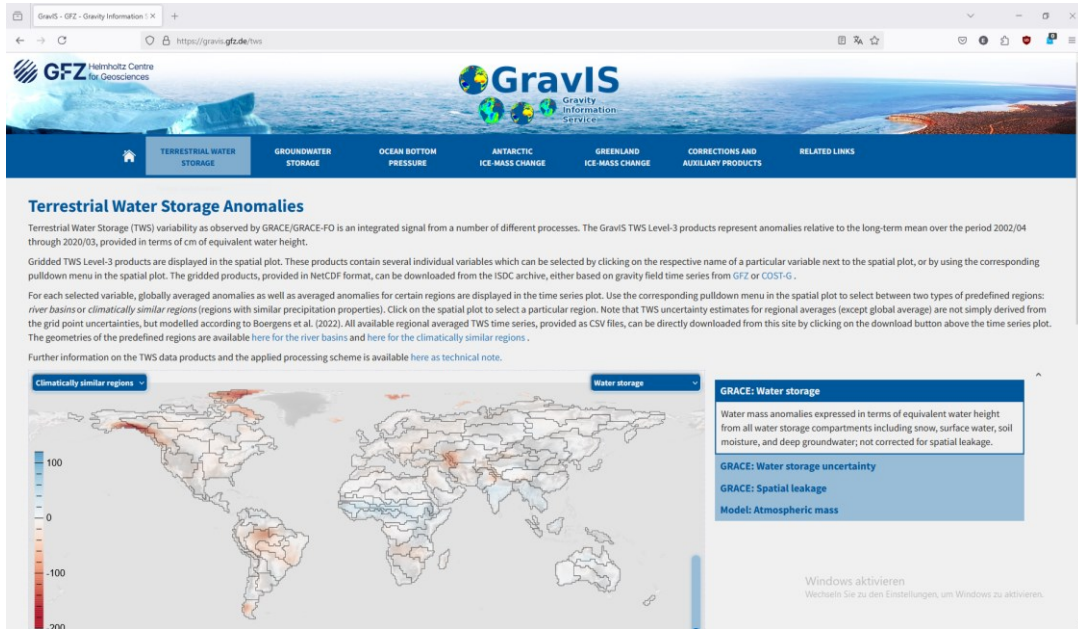 GravIS - GFZ - Gravity Information S
https://gravis.gfz.de/tws
GFZ Helmholtz Centre
for Geosciences
GravIS
Gravity
Information
Service
TERRESTRIAL WATER
STORAGE
GROUNDWATER
STORAGE
OCEAN BOTTOM
PRESSURE
ANTARCTIC
ICE-MASS CHANGE
GREENLAND
ICE-MASS CHANGE
CORRECTIONS AND
AUXILIARY PRODUCTS
RELATED LINKS
Terrestrial Water Storage Anomalies
Terrestrial Water Storage (TWS) variability as observed by GRACE/GRACE-FO is an integrated signal from a number of different processes. The GravIS TWS Level-3 products represent anomalies relative to the long-term mean over the period 2002/04
through 2020/03, provided in terms of cm of equivalent water height.
Gridded TWS Level-3 products are displayed in the spatial plot. These products contain several individual variables which can be selected by clicking on the respective name of a particular variable next to the spatial plot, or by using the corresponding
pulldown menu in the spatial plot. The gridded products, provided in NetCDF format, can be downloaded from the ISDC archive, either based on gravity field time series from GFZ or COST-G .
For each selected variable, globally averaged anomalies as well as averaged anomalies for certain regions are displayed in the time series plot. Use the corresponding pulldown menu in the spatial plot to select between two types of predefined regions:
river basins or climatically similar regions (regions with similar precipitation properties). Click on the spatial plot to select a particular region. Note that TWS uncertainty estimates for regional averages (except global average) are not simply derived from
the grid point uncertainties, but modelled according to Boergens et al. (2022). All available regional averaged TWS time series, provided as CSV files, can be directly downloaded from this site by clicking on the download button above the time series plot.
The geometries of the predefined regions are available here for the river basins and here for the climatically similar regions .
Further information on the TWS data products and the applied processing scheme is available here as technical note.
Climatically similar regions
Water storage
100
0
-100
-200
GRACE: Water storage
Water mass anomalies expressed in terms of equivalent water height
from all water storage compartments including snow, surface water, soil
moisture, and deep groundwater; not corrected for spatial leakage.
GRACE: Water storage uncertainty
GRACE: Spatial leakage
Model: Atmospheric mass
Windows aktivieren
Wechseln Sie zu den Einstellungen, um Windows zu aktivieren.